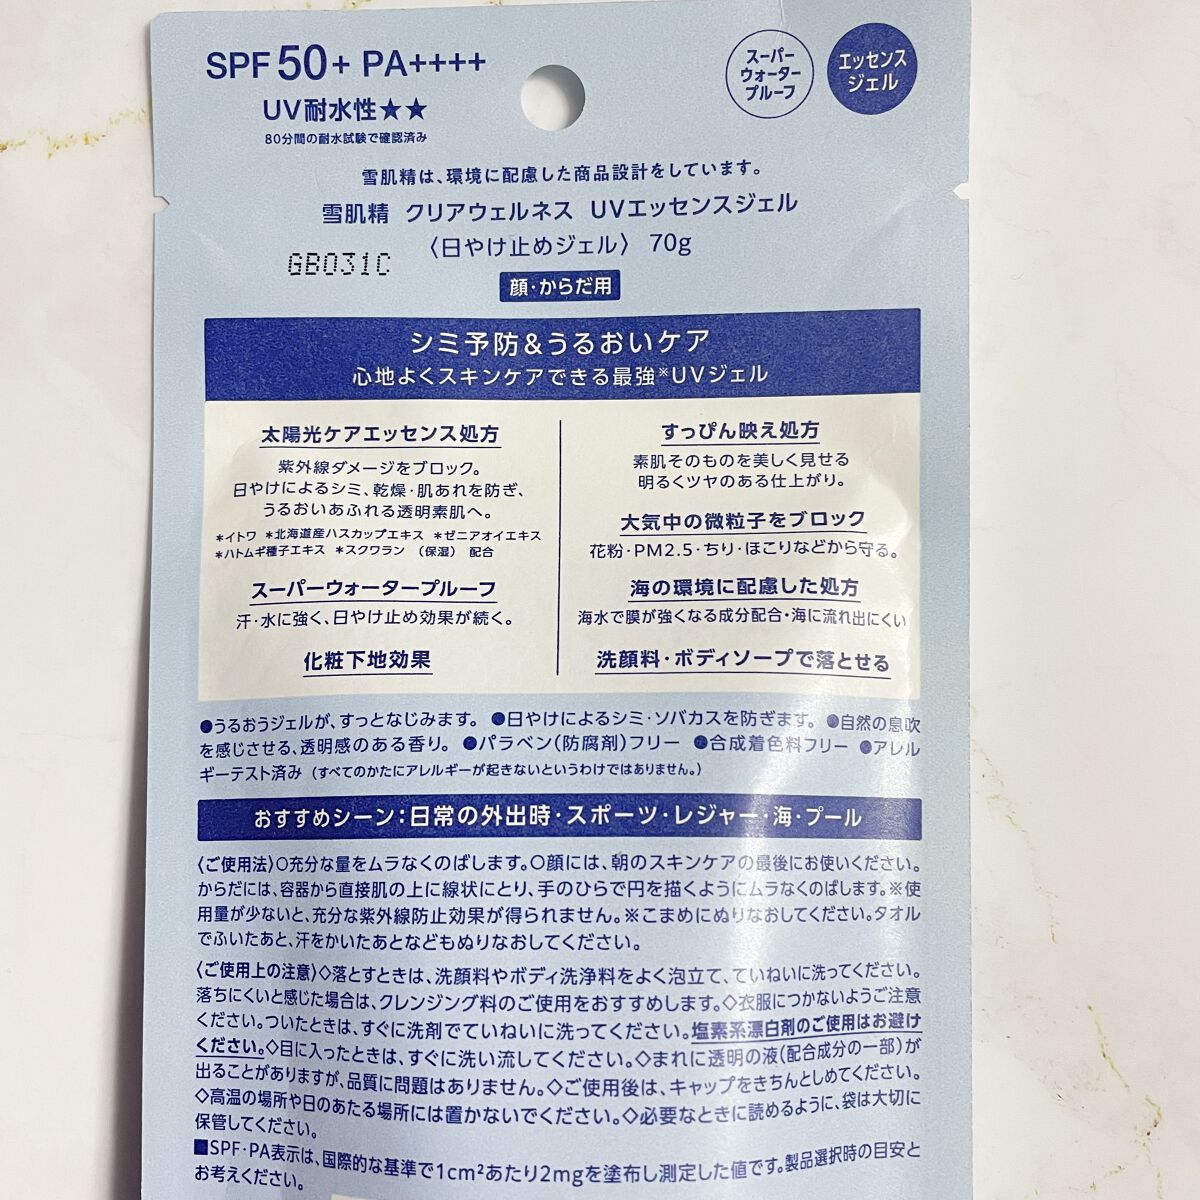 SPF50+ PA++++
UV耐水性★★
80分間の耐水試験で確認済み
スーパー
ウォーター
プルーフ
エッセンス
ジェル
雪肌精は、環境に配慮した商品設計をしています。
雪肌精 クリアウェルネス UVエッセンスジェル
〈日やけ止めジェル〉 70g
GB031C
顔・からだ用
シミ予防&うるおいケア
心地よくスキンケアできる最強※UVジェル
太陽光ケアエッセンス処方
紫外線ダメージをブロック。
日やけによるシミ、乾燥・肌あれを防ぎ、
うるおいあふれる透明素肌へ。
*イトワ *北海道産ハスカップエキス *ゼニアオイエキス
*ハトムギ種子エキス *スクワラン (保湿) 配合
スーパーウォータープルーフ
汗・水に強く、日やけ止め効果が続く。
化粧下地効果
すっぴん映え処方
素肌そのものを美しく見せる
明るくツヤのある仕上がり。
大気中の微粒子をブロック
花粉・PM2.5・ちり・ほこりなどから守る。
海の環境に配慮した処方
海水で膜が強くなる成分配合・海に流れ出にくい
洗顔料・ボディソープで落とせる
●うるおうジェルが、すっとなじみます。 ●日やけによるシミ・ソバカスを防ぎます。 ●自然の息吹
を感じさせる、透明感のある香り。 ●パラベン(防腐剤)フリー ●合成着色料フリー ●アレル
ギーテスト済み (すべてのかたにアレルギーが起きないというわけではありません。)
おすすめシーン:日常の外出時・スポーツ・レジャー・海・プール
〈ご使用法〉○充分な量をムラなくのばします。○顔には、朝のスキンケアの最後にお使いください。
からだには、容器から直接肌の上に線状にとり、手のひらで円を描くようにムラなくのばします。※使
用量が少ないと、充分な紫外線防止効果が得られません。※こまめにぬりなおしてください。タオル
でふいたあと、汗をかいたあとなどもぬりなおしてください。
〈ご使用上の注意〉◇落とすときは、洗顔料やボディ洗浄料をよく泡立て、ていねいに洗ってください。
落ちにくいと感じた場合は、クレンジング料のご使用をおすすめします。◇衣服につかないようご注意
ください。ついたときは、すぐに洗剤でていねいに洗ってください。塩素系漂白剤のご使用はお避け
ください。◇目に入ったときは、すぐに洗い流してください。◇まれに透明の液(配合成分の一部)が
出ることがありますが、品質に問題はありません。◇ご使用後は、キャップをきちんとしめてください。
◇高温の場所や日のあたる場所には置かないでください。◇必要なときに読めるように、袋は大切に
保管してください。
■SPF・PA表示は、国際的な基準で1cm²あたり2mgを塗布し測定した値です。製品選択時の目安と
お考えください。